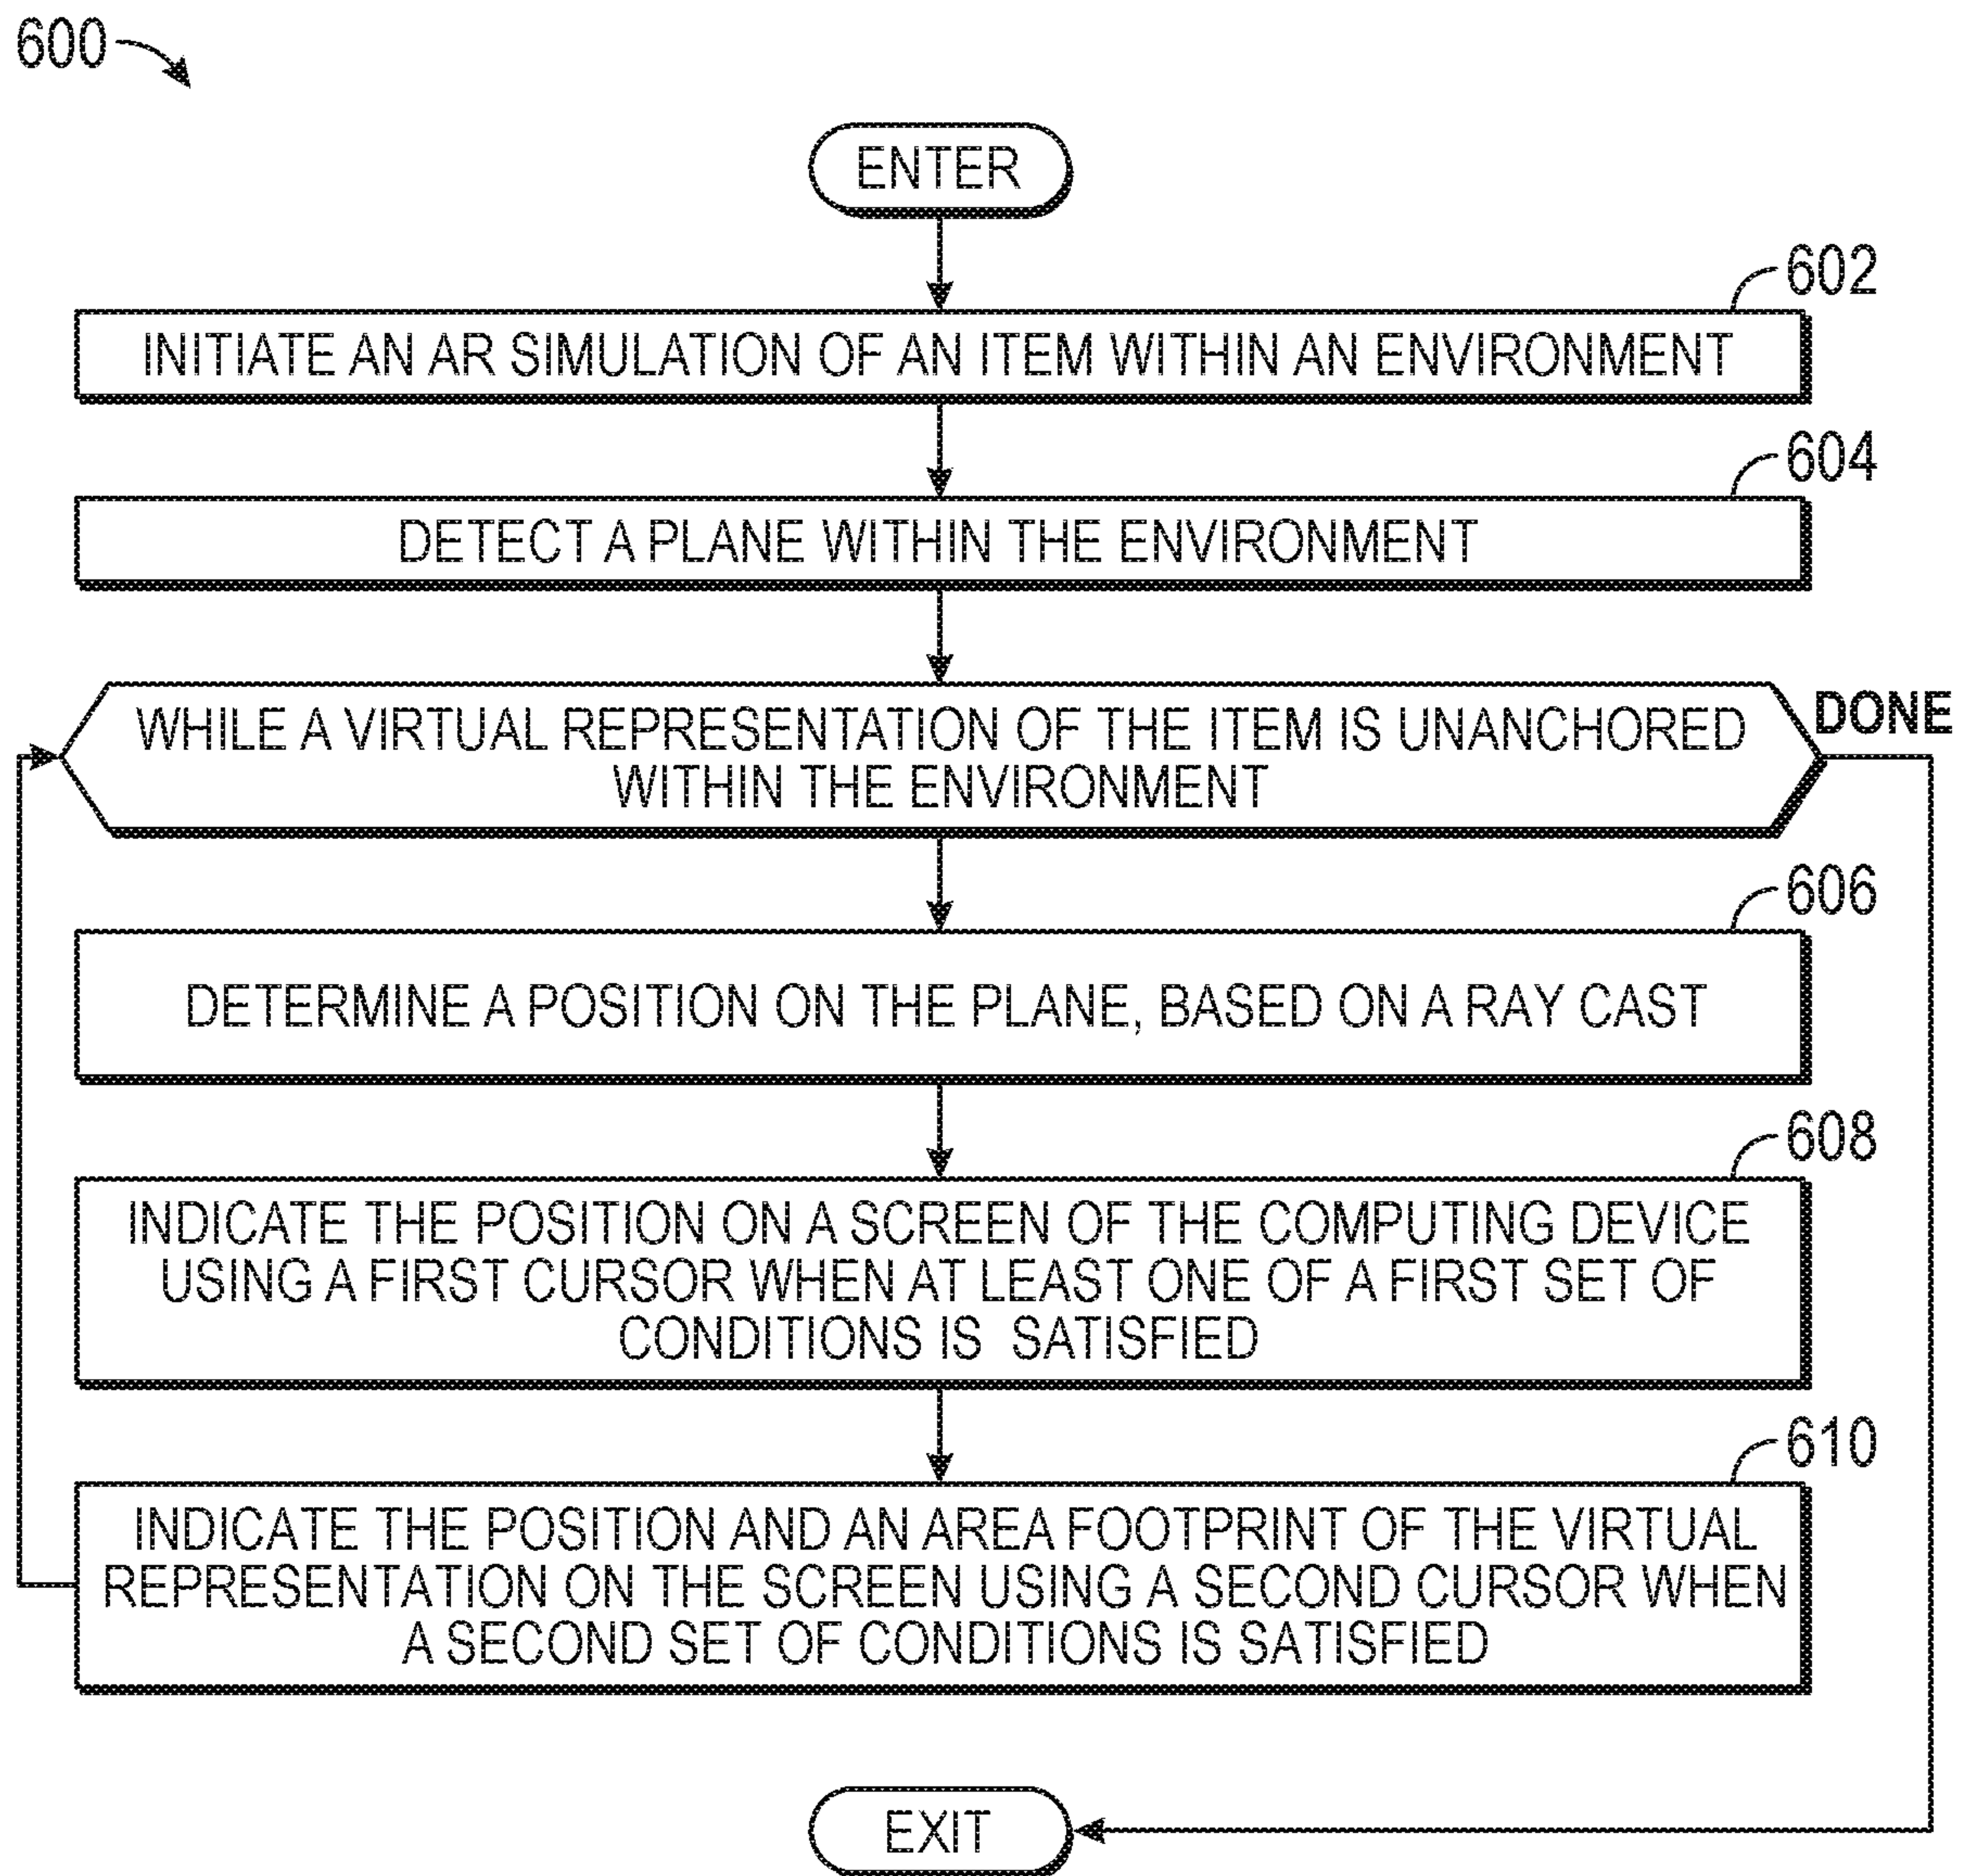 600
ENTER
602
INITIATE AN AR SIMULATION OF AN ITEM WITHIN AN ENVIRONMENT
604
DETECT A PLANE WITHIN THE ENVIRONMENT
WHILE A VIRTUAL REPRESENTATION OF THE ITEM IS UNANCHORED
WITHIN THE ENVIRONMENT
DONE
606
DETERMINE A POSITION ON THE PLANE, BASED ON A RAY CAST
608
INDICATE THE POSITION ON A SCREEN OF THE COMPUTING DEVICE
USING A FIRST CURSOR WHEN AT LEAST ONE OF A FIRST SET OF
CONDITIONS IS SATISFIED
610
INDICATE THE POSITION AND AN AREA FOOTPRINT OF THE VIRTUAL
REPRESENTATION ON THE SCREEN USING A SECOND CURSOR WHEN
A SECOND SET OF CONDITIONS IS SATISFIED
EXIT